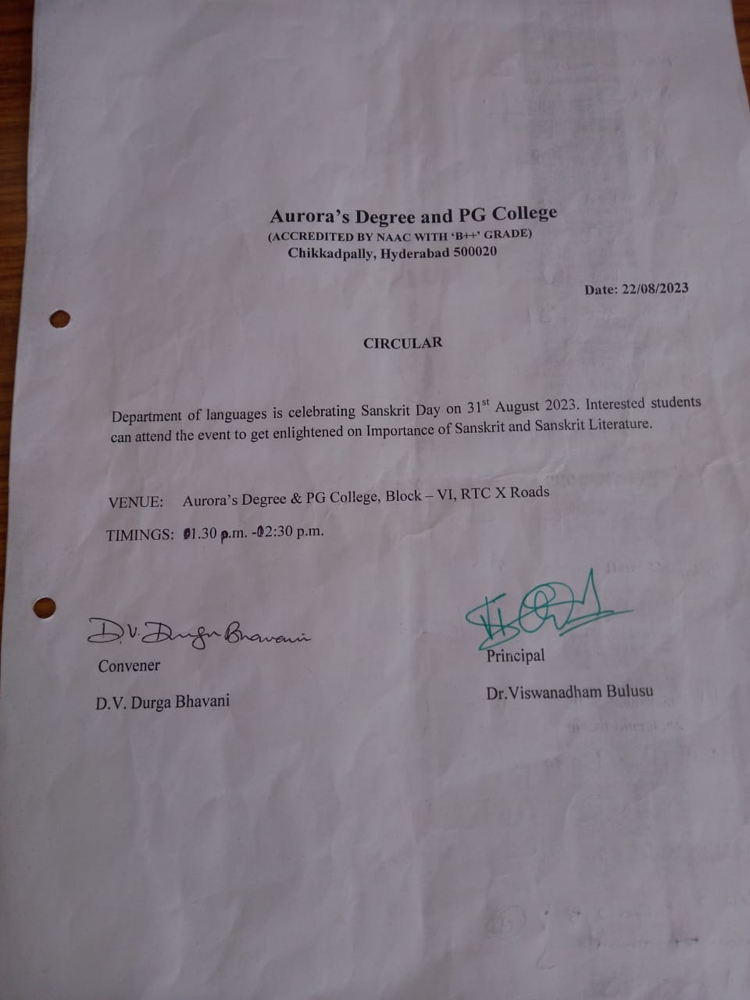 Aurora's Degree and PG College
(ACCREDITED BY NAAC WITH 'B++' GRADE)
Chikkadpally, Hyderabad 500020
Date: 22/08/2023
CIRCULAR
Department of languages is celebrating Sanskrit Day on 31st August 2023. Interested students
can attend the event to get enlightened on Importance of Sanskrit and Sanskrit Literature.
VENUE: Aurora's Degree & PG College, Block – VI, RTC X Roads
TIMINGS: 01.30 p.m. -02:30 p.m.
D.V. Durga Bhavani
Convener
Principal
D.V. Durga Bhavani
Dr.Viswanadham Bulusu